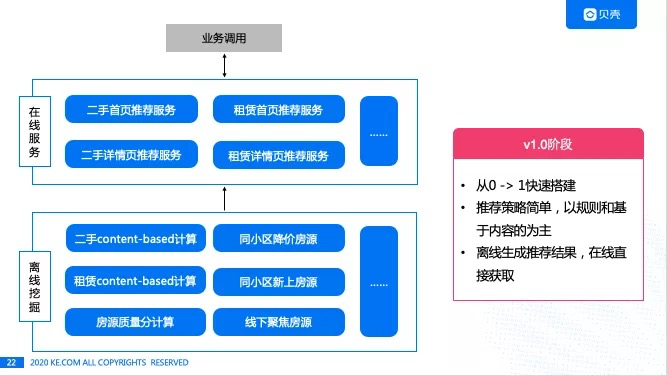 贝壳
业务调用
在线服务
二手首页推荐服务
租赁首页推荐服务
二手详情页推荐服务
租赁详情页推荐服务
......
v1.0阶段
• 从0 -> 1快速搭建
• 推荐策略简单，以规则和基
于内容的为主
• 离线生成推荐结果，在线直
接获取
离线挖掘
二手content-based计算
同小区降价房源
租赁content-based计算
同小区新上房源
房源质量分计算
线下聚焦房源
......
22 2020 KE.COM ALL COPYRIGHTS RESERVED